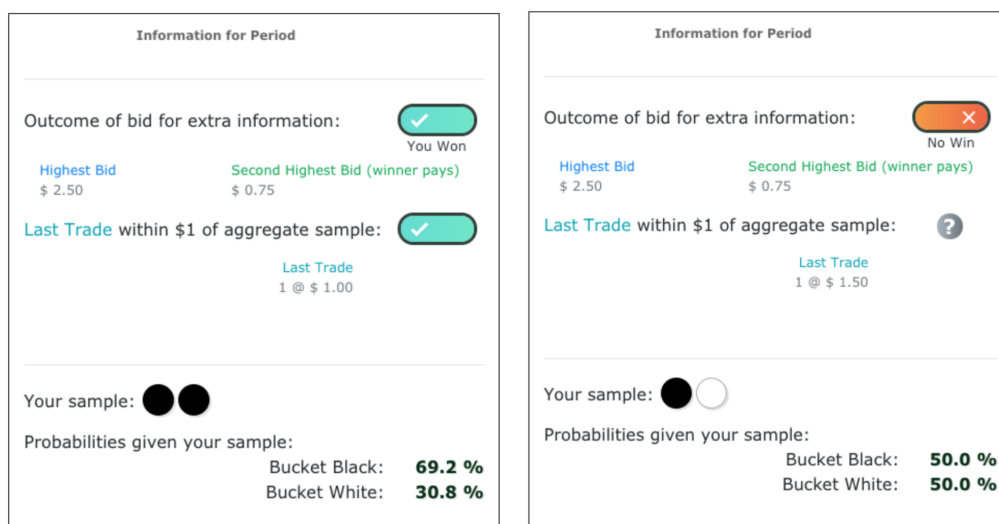 Information for Period
Outcome of bid for extra information:
You Won
Highest Bid
Second Highest Bid (winner pays)
$ 2.50
$ 0.75
Last Trade within $1 of aggregate sample:
Last Trade
1 @ $ 1.00
Your sample:
Probabilities given your sample:
Bucket Black: 69.2 %
Bucket White: 30.8 %
Information for Period
Outcome of bid for extra information:
No Win
Highest Bid
Second Highest Bid (winner pays)
$ 2.50
$ 0.75
Last Trade within $1 of aggregate sample:
?
Last Trade
1 @ $ 1.50
Your sample:
Probabilities given your sample:
Bucket Black: 50.0 %
Bucket White: 50.0 %